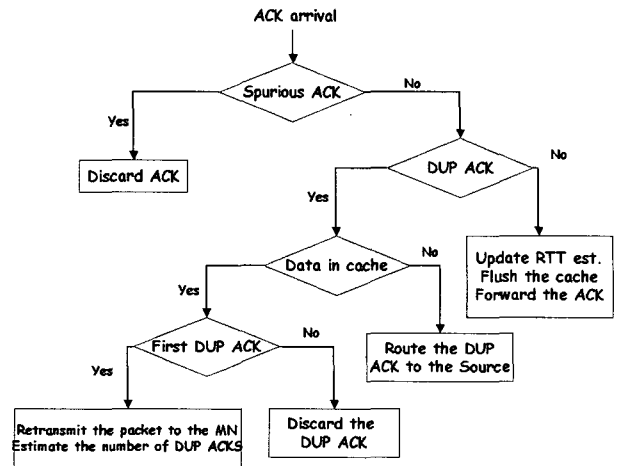 ACK arrival
Spurious ACK
No
Yes
Discard ACK
DUP ACK
No
Yes
Update RTT est.
Flush the cache
Forward the ACK
Data in cache
No
Yes
Route the DUP
ACK to the Source
First DUP ACK
No
Yes
Retransmit the packet to the MN
Estimate the number of DUP ACKS
Discard the
DUP ACK